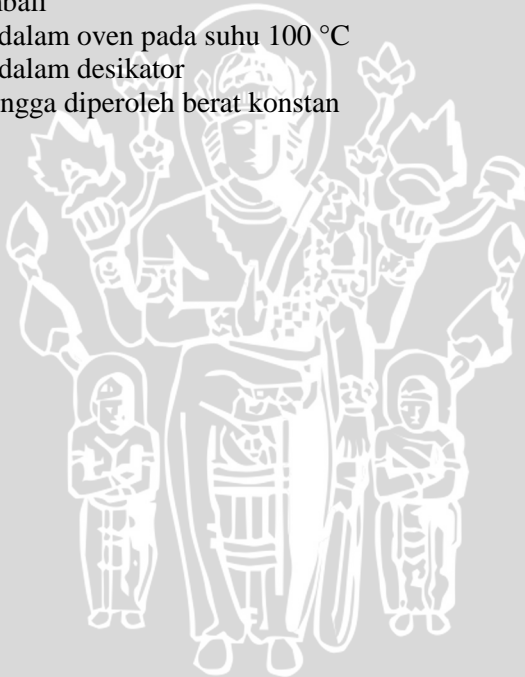 dalam oven pada suhu 100 °C
dalam desikator
ngga diperoleh berat konstan